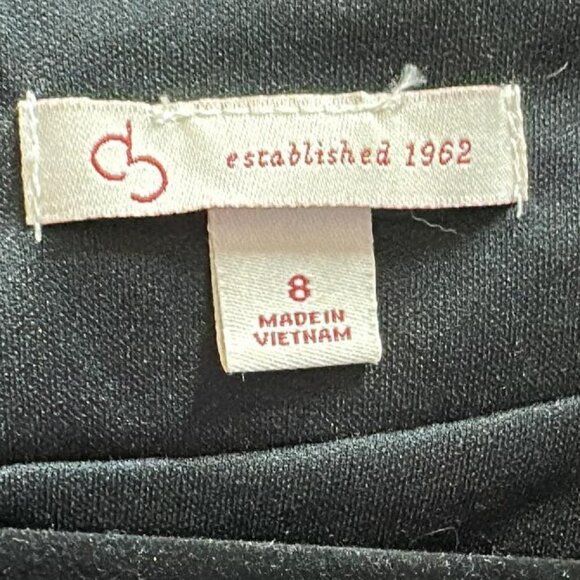 established 1962
8
MADE IN
VIETNAM